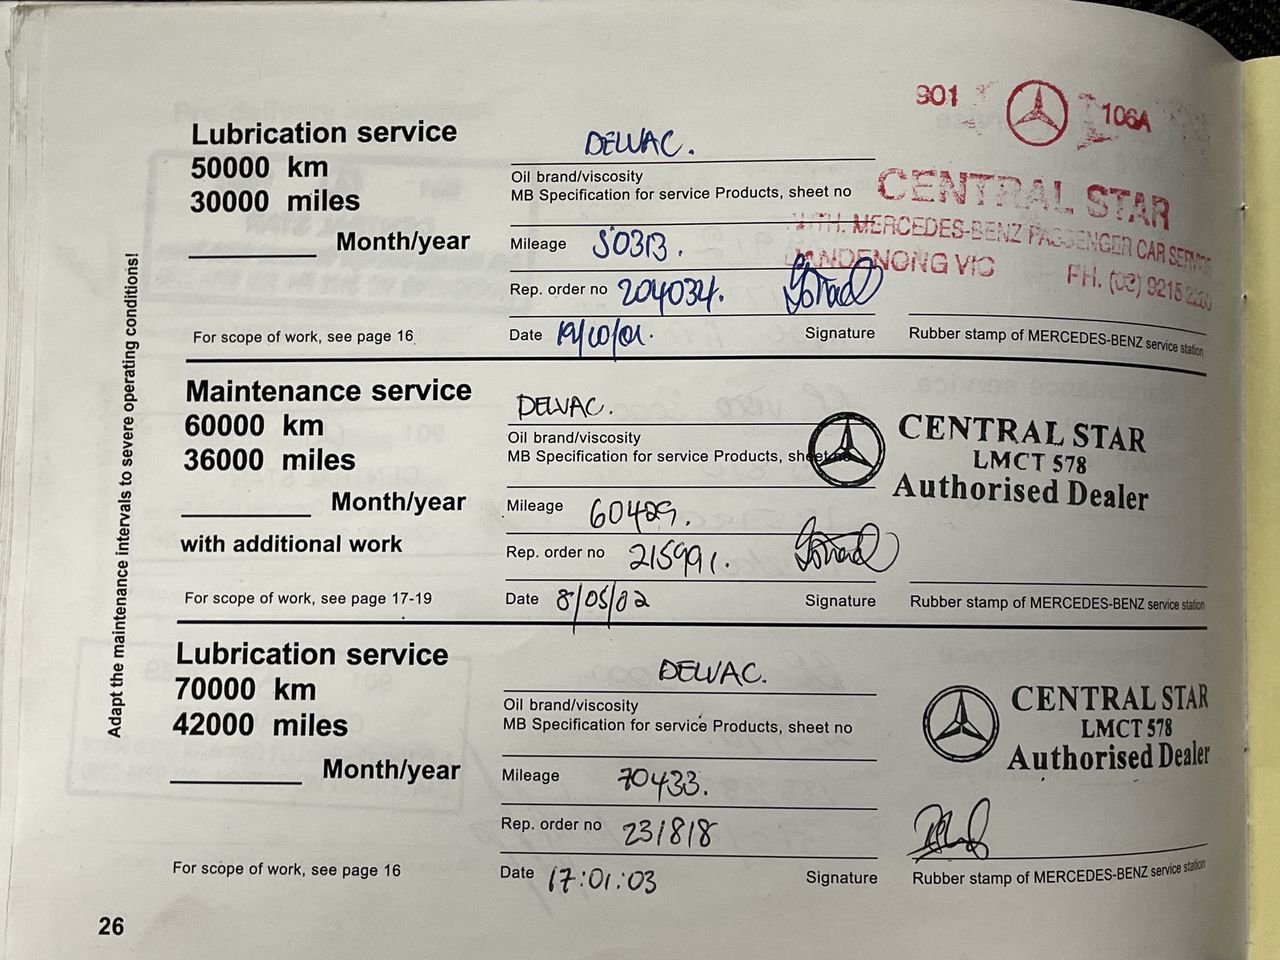 Adapt the maintenance intervals to severe operating conditions!
Lubrication service
50000 km
30000 miles
Month/year
For scope of work, see page 16
DELVAC.
Oil brand/viscosity
MB Specification for service Products, sheet no
Mileage 50313.
Rep. order no 204034.
Date 19/10/01.
Signature
901 106A
CENTRAL STAR
AUTH. MERCEDES-BENZ PASSENGER CAR SERVICE
DANDENONG VIC PH. (03) 9215
Rubber stamp of MERCEDES-BENZ service station
Maintenance service
60000 km
36000 miles
Month/year
with additional work
For scope of work, see page 17-19
DELVAC.
Oil brand/viscosity
MB Specification for service Products, sheet no
Mileage 60429.
Rep. order no 215991.
Date 8/05/02
Signature
CENTRAL STAR
LMCT 578
Authorised Dealer
Rubber stamp of MERCEDES-BENZ service station
Lubrication service
70000 km
42000 miles
Month/year
For scope of work, see page 16
DELVAC.
Oil brand/viscosity
MB Specification for service Products, sheet no
Mileage 70433.
Rep. order no 231818
Date 17:01:03
Signature
CENTRAL STAR
LMCT 578
Authorised Dealer
Rubber stamp of MERCEDES-BENZ service station
26